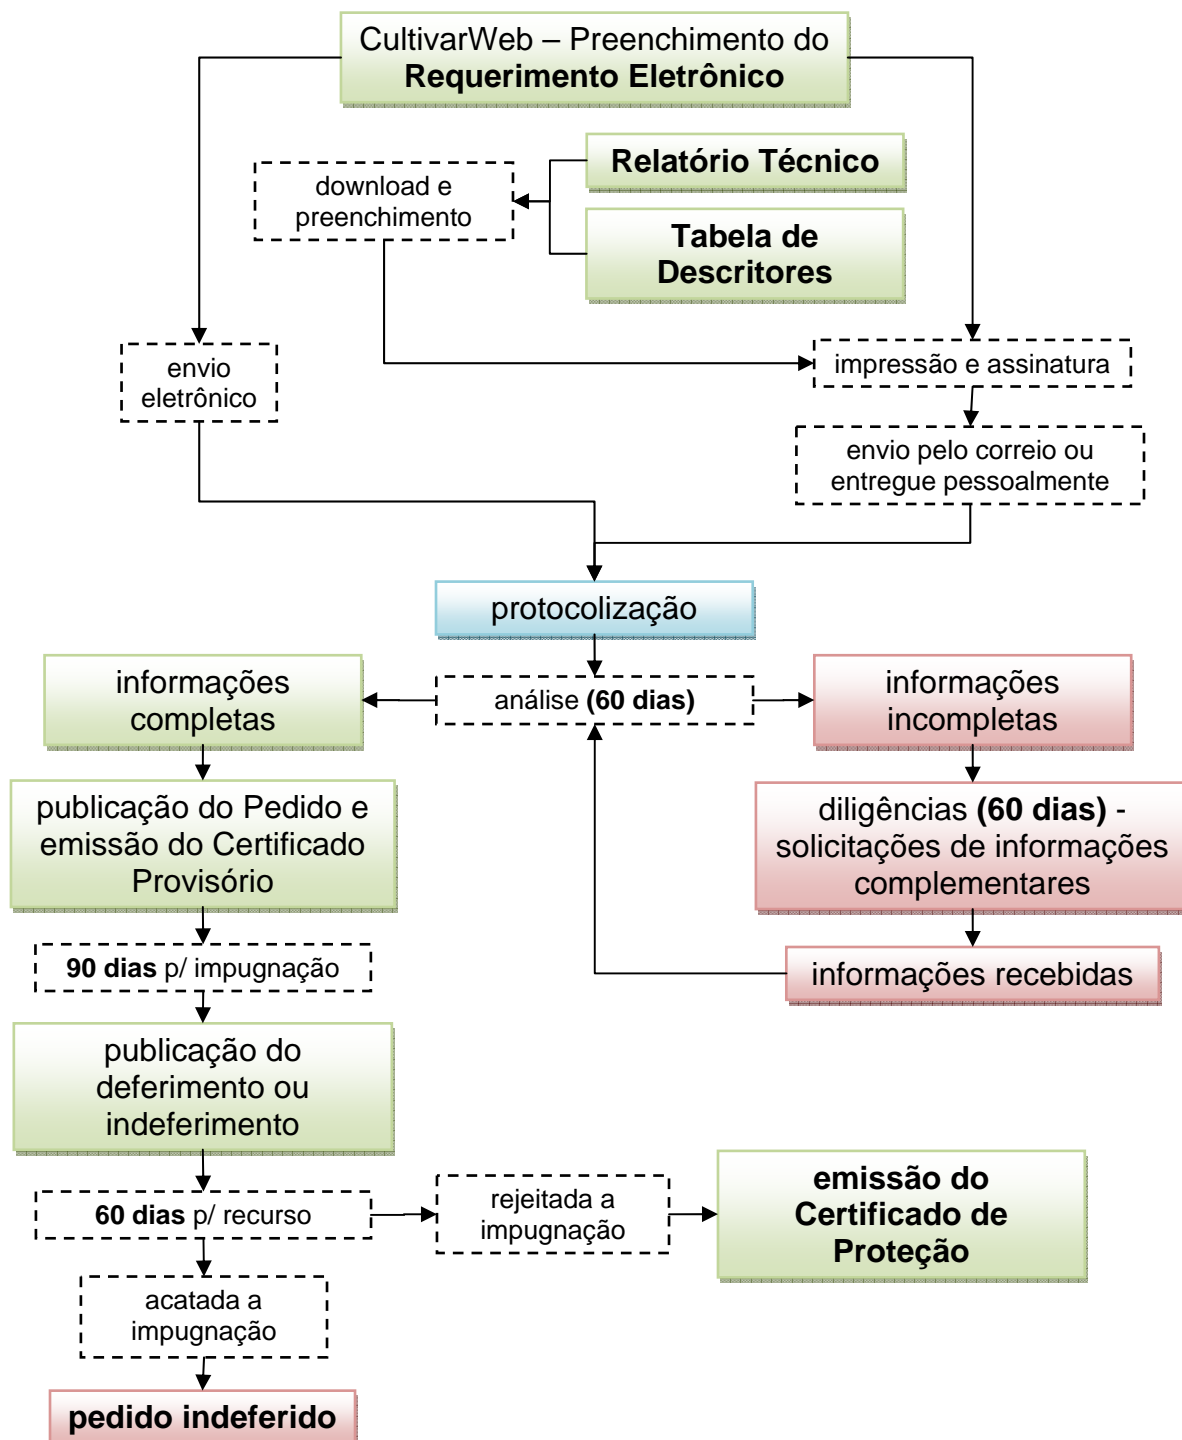 CultivarWeb – Preenchimento do
Requerimento Eletrônico
Relatório Técnico
download e
preenchimento
Tabela de
Descritores
envio
eletrônico
impressão e assinatura
envio pelo correio ou
entregue pessoalmente
protocolização
informações
completas
análise (60 dias)
informações
incompletas
publicação do Pedido e
emissão do Certificado
Provisório
diligências (60 dias) -
solicitações de informações
complementares
90 dias p/ impugnação
informações recebidas
publicação do
deferimento ou
indeferimento
60 dias p/ recurso
rejeitada a
impugnação
emissão do
Certificado de
Proteção
acatada a
impugnação
pedido indeferido